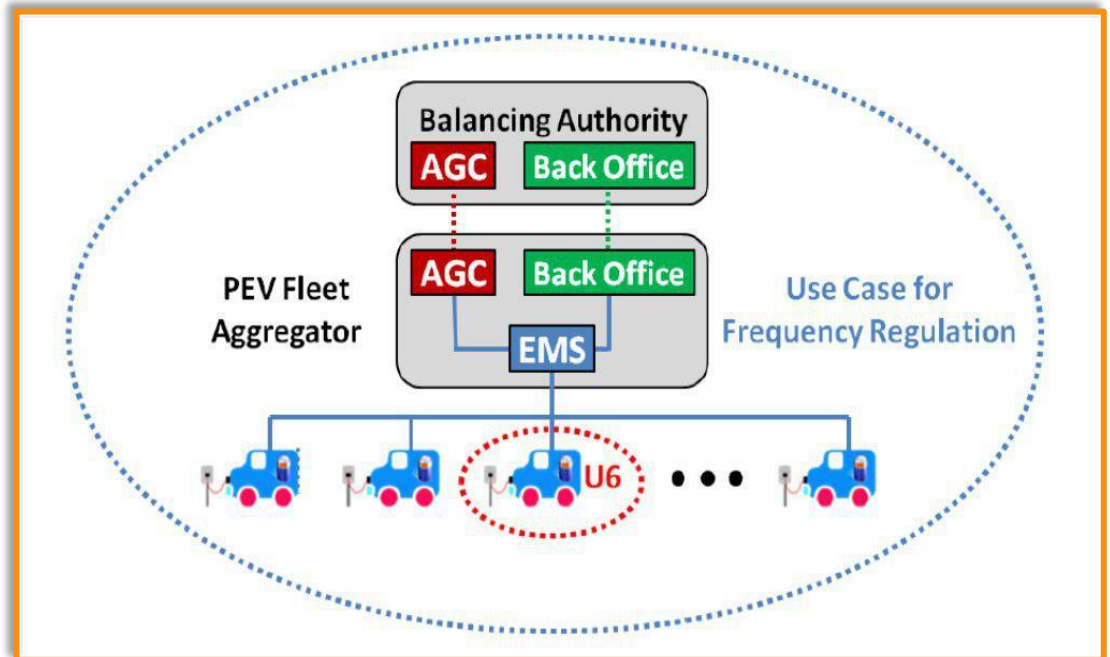 Balancing Authority
AGC Back Office
AGC Back Office
PEV Fleet
Aggregator
Use Case for
Frequency Regulation
EMS
U6